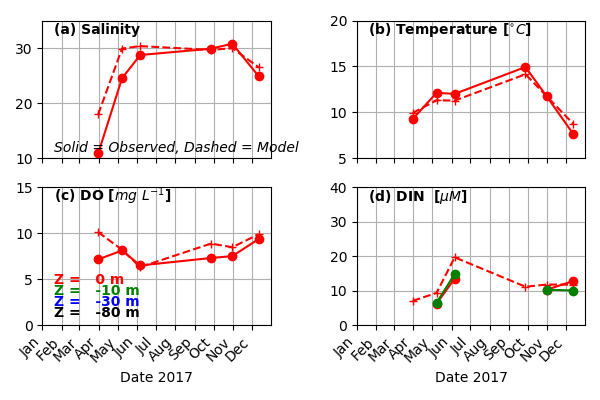 (a) Salinity
30
20
10
Solid = Observed, Dashed = Model
(b) Temperature [°C]
20
15
10
5
(c) DO [mg L⁻¹]
15
10
5
0
Z = 0 m
Z = -10 m
Z = -30 m
Z = -80 m
Jan Feb Mar Apr May Jun Jul Aug Sep Oct Nov Dec
Date 2017
(d) DIN [μM]
40
30
20
10
0
Jan Feb Mar Apr May Jun Jul Aug Sep Oct Nov Dec
Date 2017